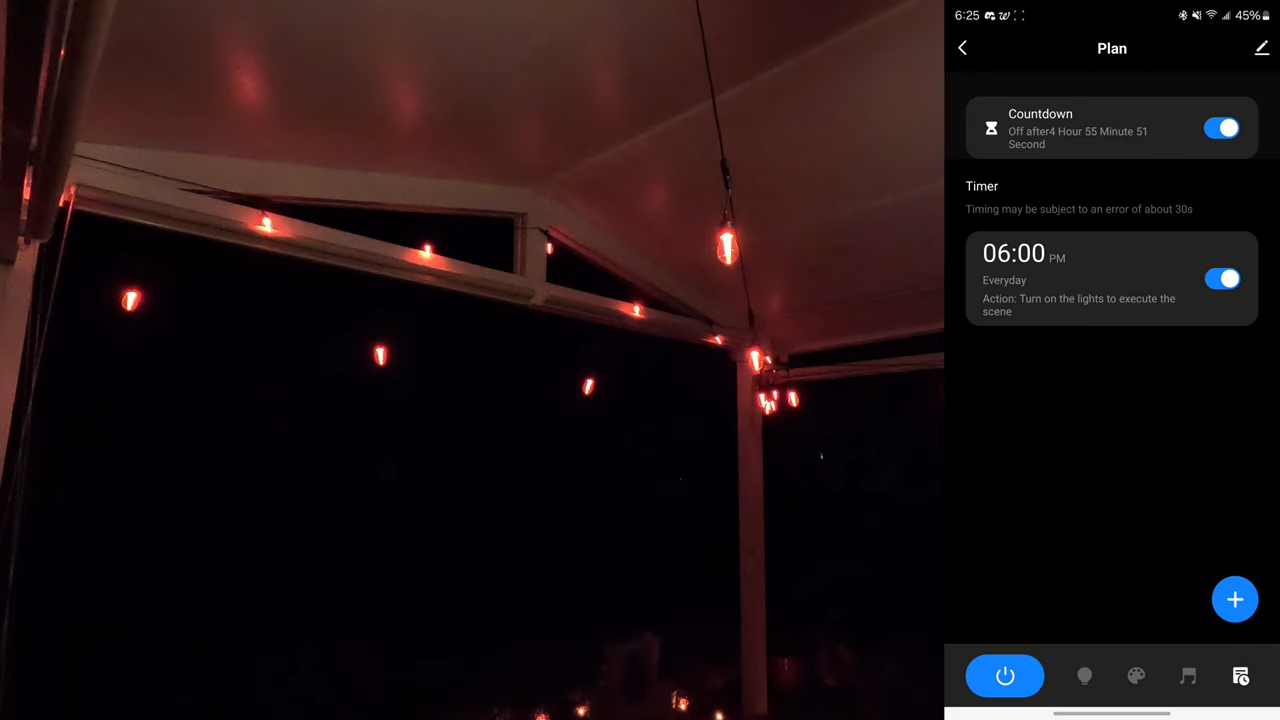 6:25
45%
Plan
Countdown
Off after4 Hour 55 Minute 51
Second
Timer
Timing may be subject to an error of about 30s
06:00 PM
Everyday
Action: Turn on the lights to execute the
scene